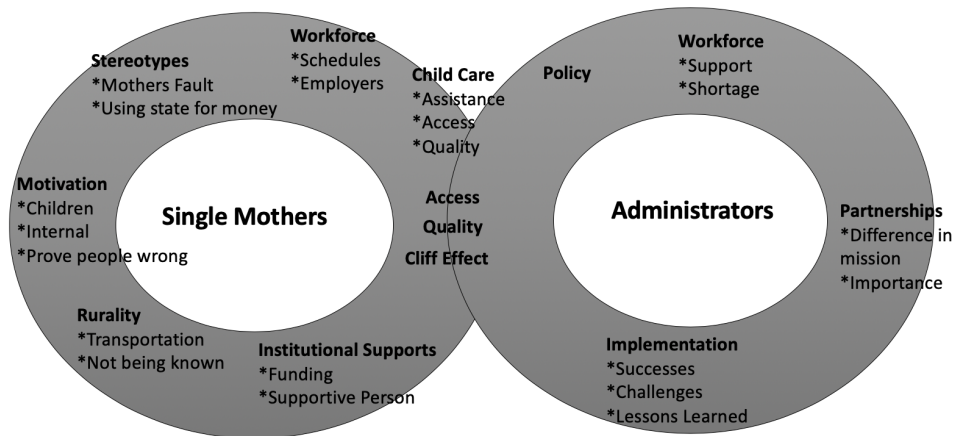 Stereotypes
*Mothers Fault
*Using state for money
Workforce
*Schedules
*Employers
Child Care
*Assistance
*Access
*Quality
Motivation
*Children
*Internal
*Prove people wrong
Single Mothers
Access
Quality
Cliff Effect
Rurality
*Transportation
*Not being known
Institutional Supports
*Funding
*Supportive Person
Policy
Workforce
*Support
*Shortage
Administrators
Partnerships
*Difference in
mission
*Importance
Implementation
*Successes
*Challenges
*Lessons Learned